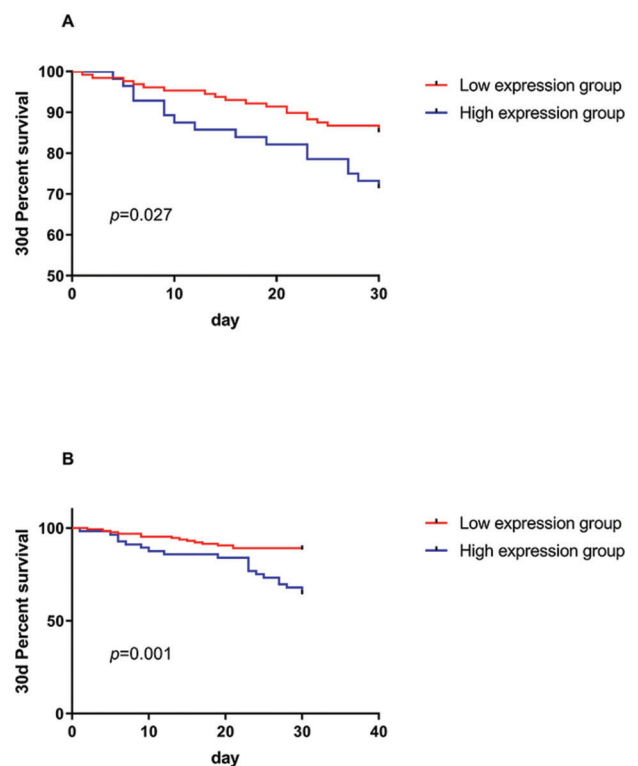 A
30d Percent survival
100
90
80
70
60
50
p=0.027
0 10 20 30
day
Low expression group
High expression group
B
30d Percent survival
100
50
0
p=0.001
0 10 20 30 40
day
Low expression group
High expression group